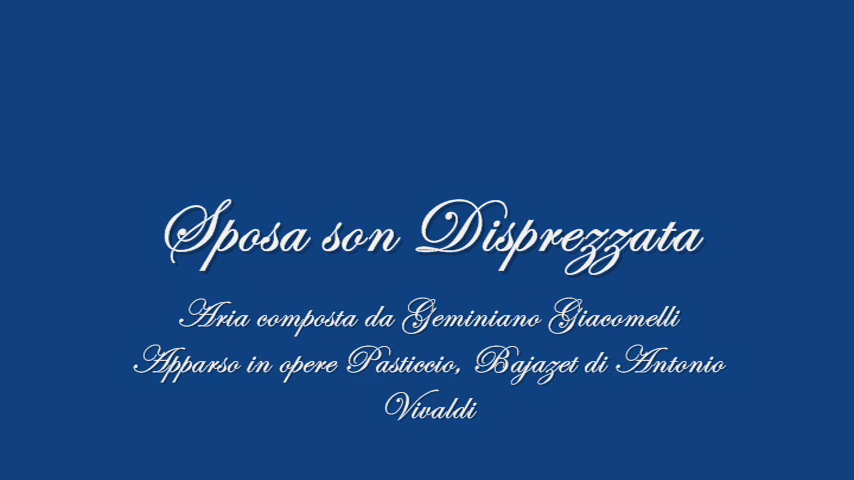 Sposa son Disprezzata
Aria composta da Geminiano Giacomelli
Apparso in opere Pasticcio, Bajazet di Antonio
Vivaldi